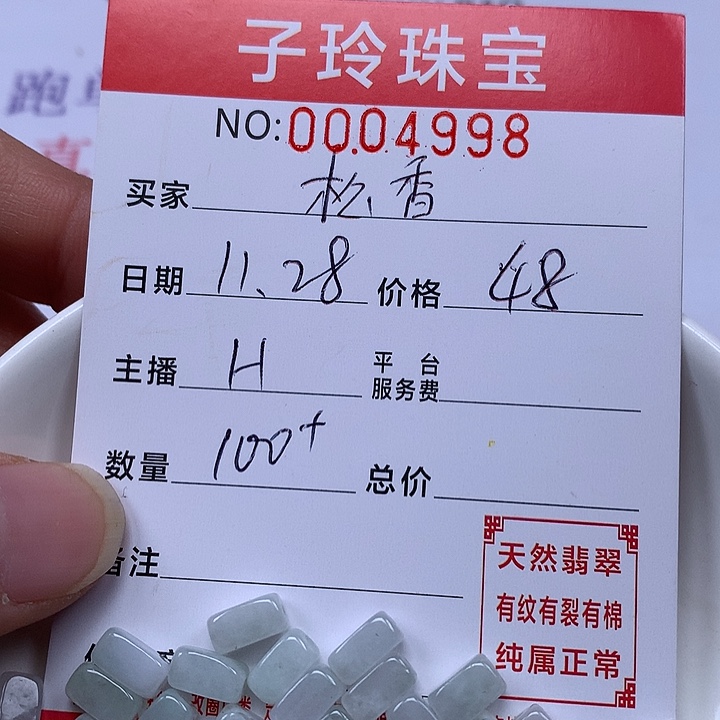 子玲珠宝
NO:0004998
买家 松香
日期 11.28 价格 48
主播 H 平台服务费
数量 100+ 总价
备注
天然翡翠
有纹有裂有棉
纯属正常